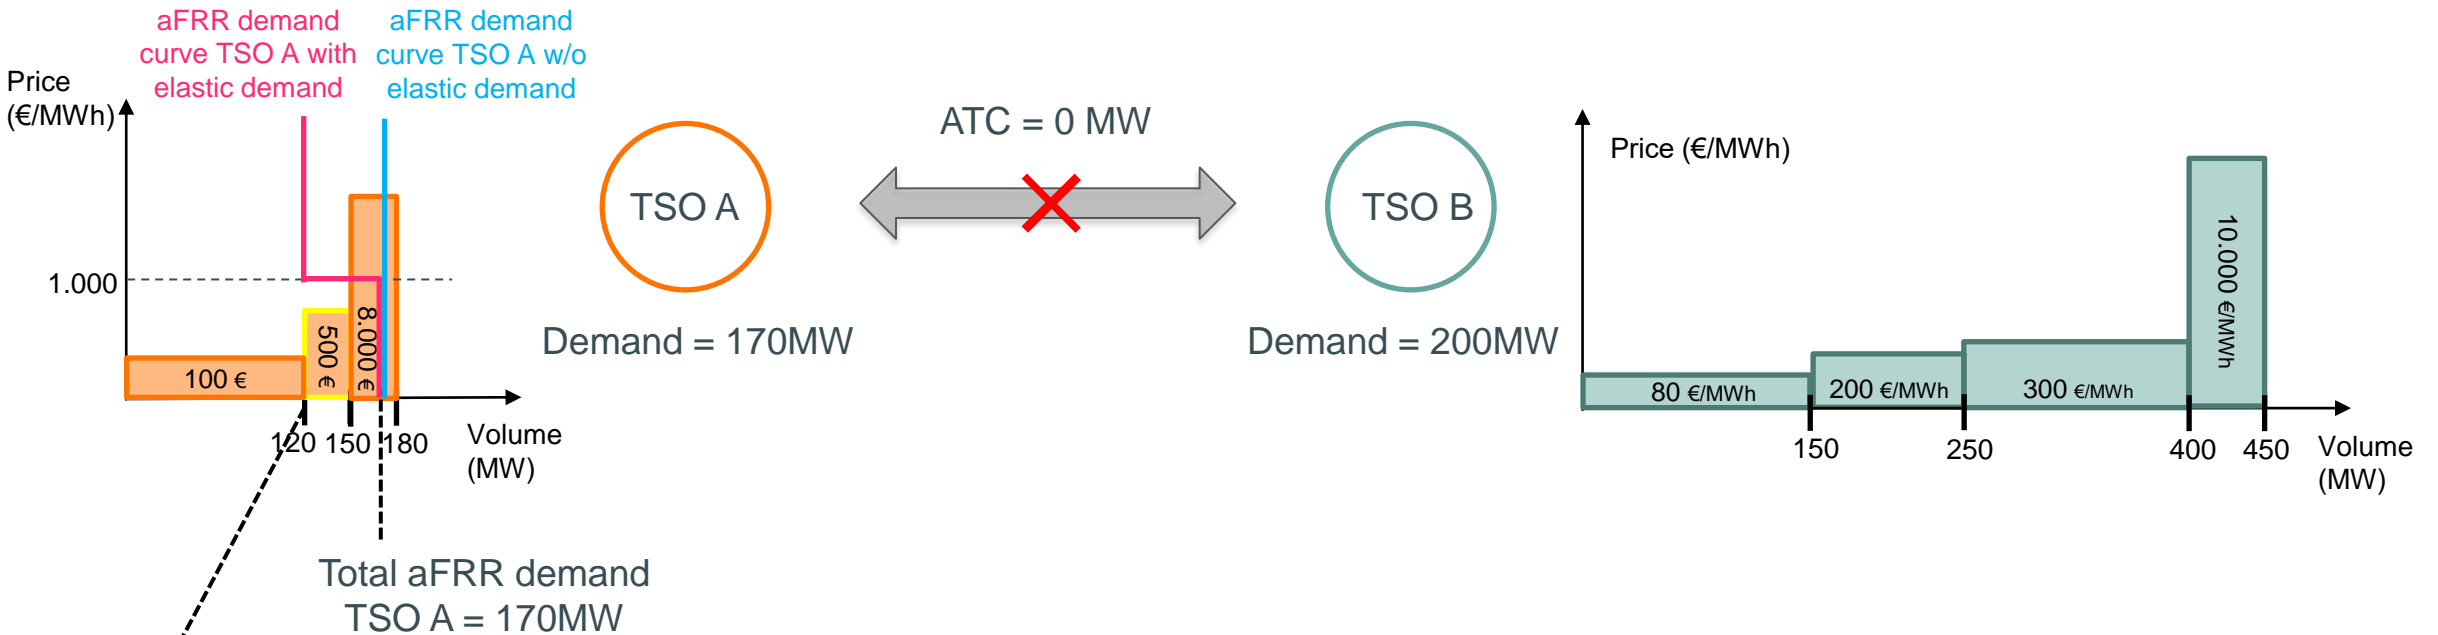 aFRR demand
curve TSO A with
elastic demand
aFRR demand
curve TSO A w/o
elastic demand
Price
(€/MWh)
1.000
100 €
500 €
8.000 €
120
150
180
Volume
(MW)
Total aFRR demand
TSO A = 170MW
TSO A
Demand = 170MW
ATC = 0 MW
TSO B
Demand = 200MW
Price (€/MWh)
80 €/MWh
200 €/MWh
300 €/MWh
10.000 €/MWh
150
250
400
450
Volume
(MW)